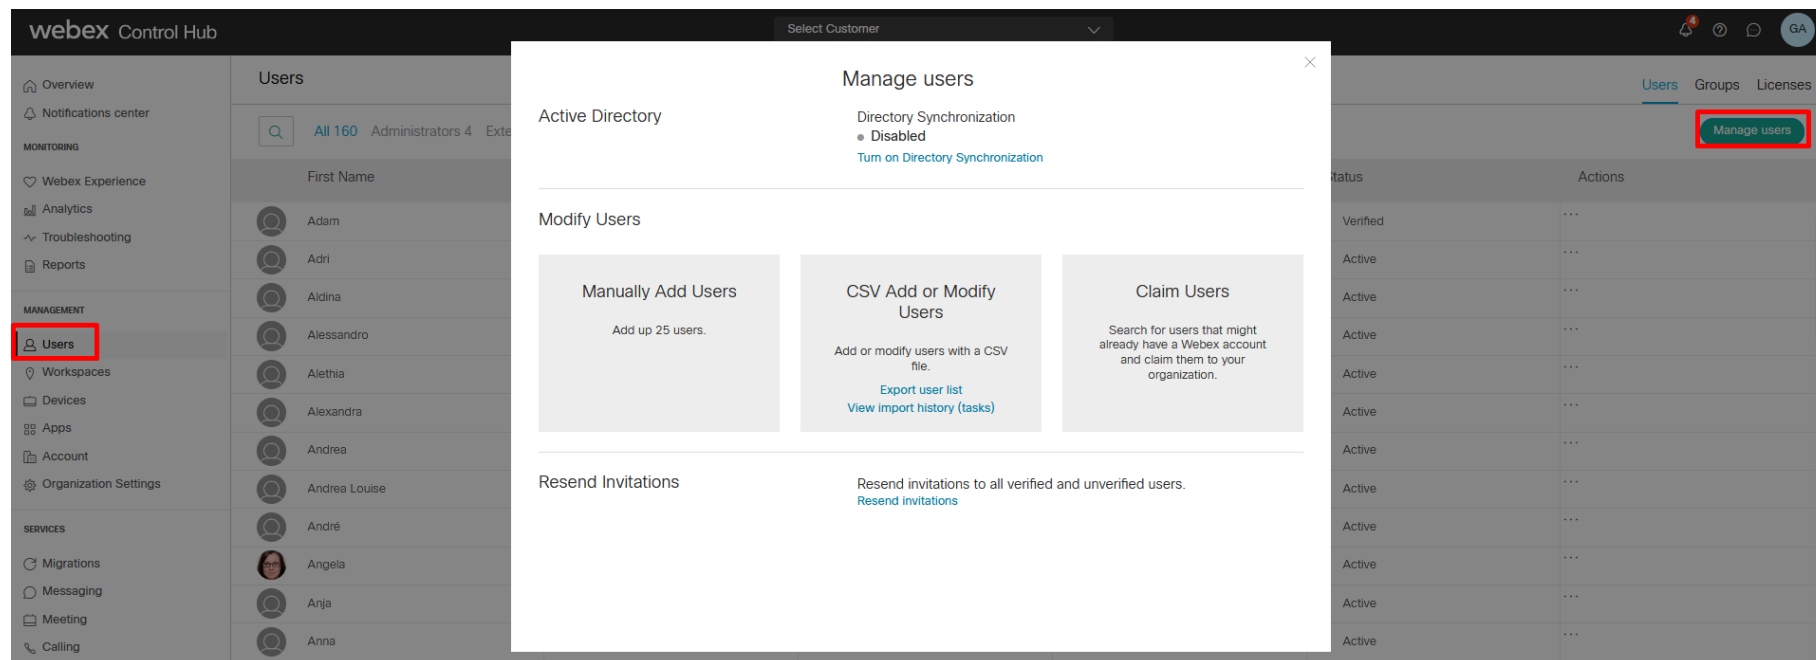 webex Control Hub
Select Customer
4
GA
Overview
Notifications center
MONITORING
Webex Experience
Analytics
Troubleshooting
Reports
MANAGEMENT
Users
Workspaces
Devices
Apps
Account
Organization Settings
SERVICES
Migrations
Messaging
Meeting
Calling
Users
Users Groups Licenses
All 160 Administrators 4 Exte
Manage users
First Name
tatus
Actions
Adam
Verified
...
Adri
Active
...
Aldina
Active
...
Alessandro
Active
...
Alethia
Active
...
Alexandra
Active
...
Andrea
Active
...
Andrea Louise
Active
...
André
Active
...
Angela
Active
...
Anja
Active
...
Anna
Active
...
Manage users
Active Directory
Directory Synchronization
Disabled
Turn on Directory Synchronization
Modify Users
Manually Add Users
Add up 25 users.
CSV Add or Modify
Users
Add or modify users with a CSV
file.
Export user list
View import history (tasks)
Claim Users
Search for users that might
already have a Webex account
and claim them to your
organization.
Resend Invitations
Resend invitations to all verified and unverified users.
Resend invitations